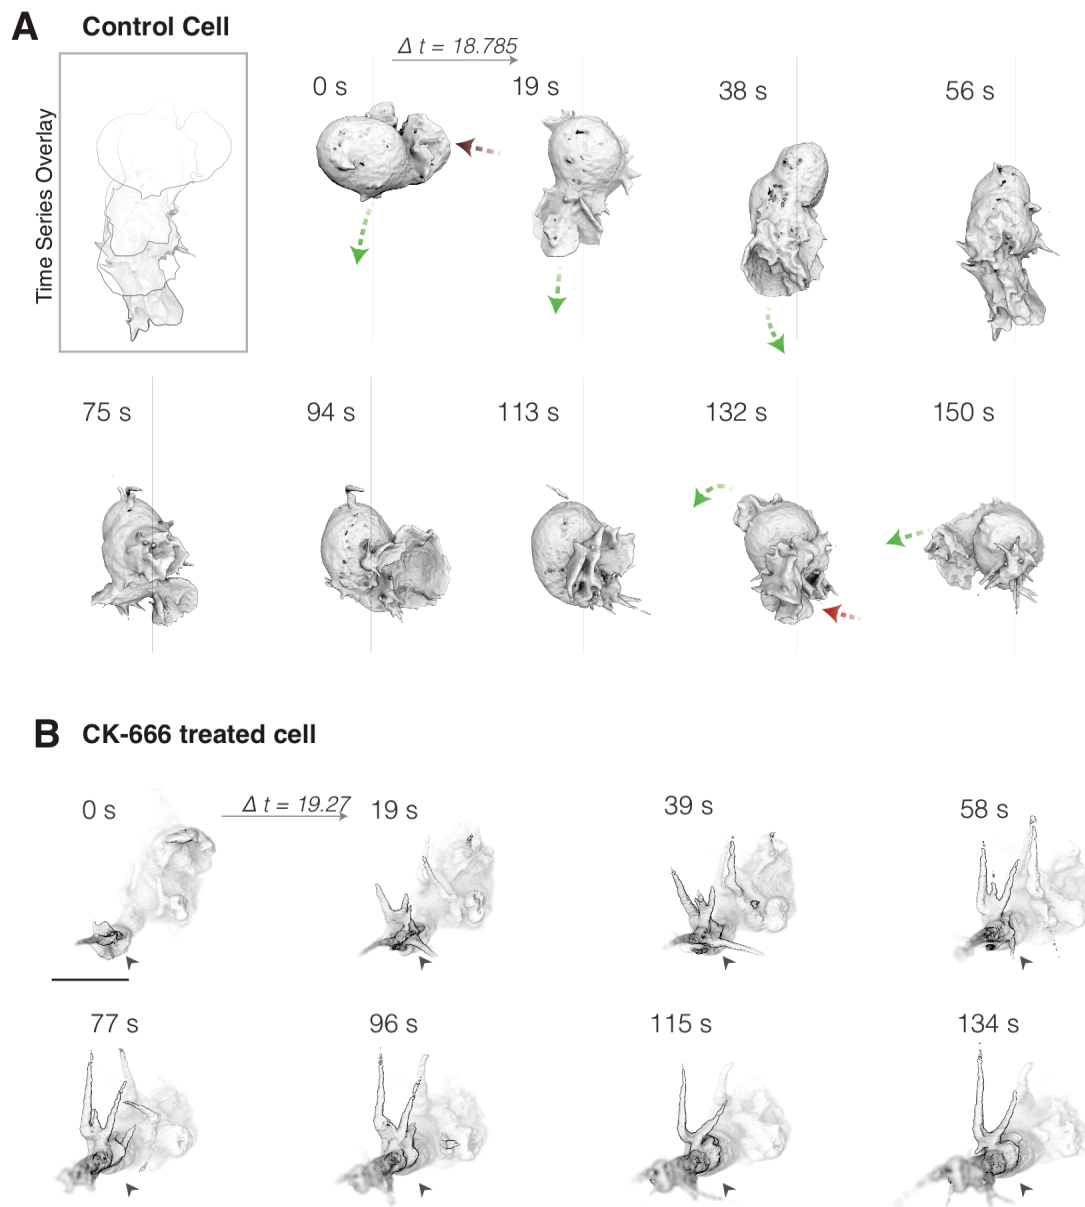 A Control Cell
Time Series Overlay
Δ t = 18.785
0 s
19 s
38 s
56 s
75 s
94 s
113 s
132 s
150 s
B CK-666 treated cell
0 s
Δ t = 19.27
19 s
39 s
58 s
77 s
96 s
115 s
134 s